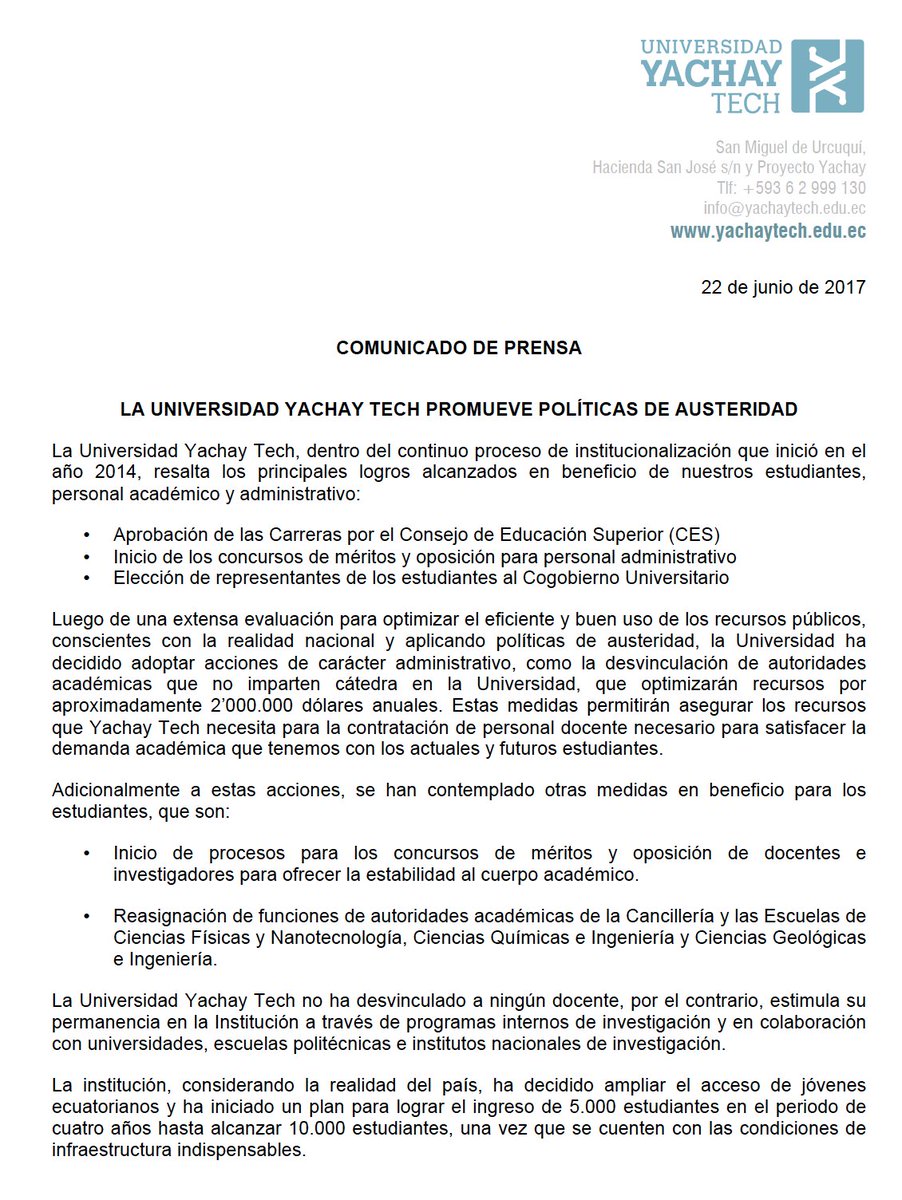 UNIVERSIDAD
YACHAY
TECH
San Miguel de Urcuquí,
Hacienda San José s/n y Proyecto Yachay
Tlf: +593 6 2 999 130
info@yachaytech.edu.ec
www.yachaytech.edu.ec
22 de junio de 2017
COMUNICADO DE PRENSA
LA UNIVERSIDAD YACHAY TECH PROMUEVE POLÍTICAS DE AUSTERIDAD
La Universidad Yachay Tech, dentro del continuo proceso de institucionalización que inició en el
año 2014, resalta los principales logros alcanzados en beneficio de nuestros estudiantes,
personal académico y administrativo:
• Aprobación de las Carreras por el Consejo de Educación Superior (CES)
• Inicio de los concursos de méritos y oposición para personal administrativo
• Elección de representantes de los estudiantes al Cogobierno Universitario
Luego de una extensa evaluación para optimizar el eficiente y buen uso de los recursos públicos,
conscientes con la realidad nacional y aplicando políticas de austeridad, la Universidad ha
decidido adoptar acciones de carácter administrativo, como la desvinculación de autoridades
académicas que no imparten cátedra en la Universidad, que optimizarán recursos por
aproximadamente 2’000.000 dólares anuales. Estas medidas permitirán asegurar los recursos
que Yachay Tech necesita para la contratación de personal docente necesario para satisfacer la
demanda académica que tenemos con los actuales y futuros estudiantes.
Adicionalmente a estas acciones, se han contemplado otras medidas en beneficio para los
estudiantes, que son:
• Inicio de procesos para los concursos de méritos y oposición de docentes e
investigadores para ofrecer la estabilidad al cuerpo académico.
• Reasignación de funciones de autoridades académicas de la Cancillería y las Escuelas de
Ciencias Físicas y Nanotecnología, Ciencias Químicas e Ingeniería y Ciencias Geológicas
e Ingeniería.
La Universidad Yachay Tech no ha desvinculado a ningún docente, por el contrario, estimula su
permanencia en la Institución a través de programas internos de investigación y en colaboración
con universidades, escuelas politécnicas e institutos nacionales de investigación.
La institución, considerando la realidad del país, ha decidido ampliar el acceso de jóvenes
ecuatorianos y ha iniciado un plan para lograr el ingreso de 5.000 estudiantes en el periodo de
cuatro años hasta alcanzar 10.000 estudiantes, una vez que se cuenten con las condiciones de
infraestructura indispensables.